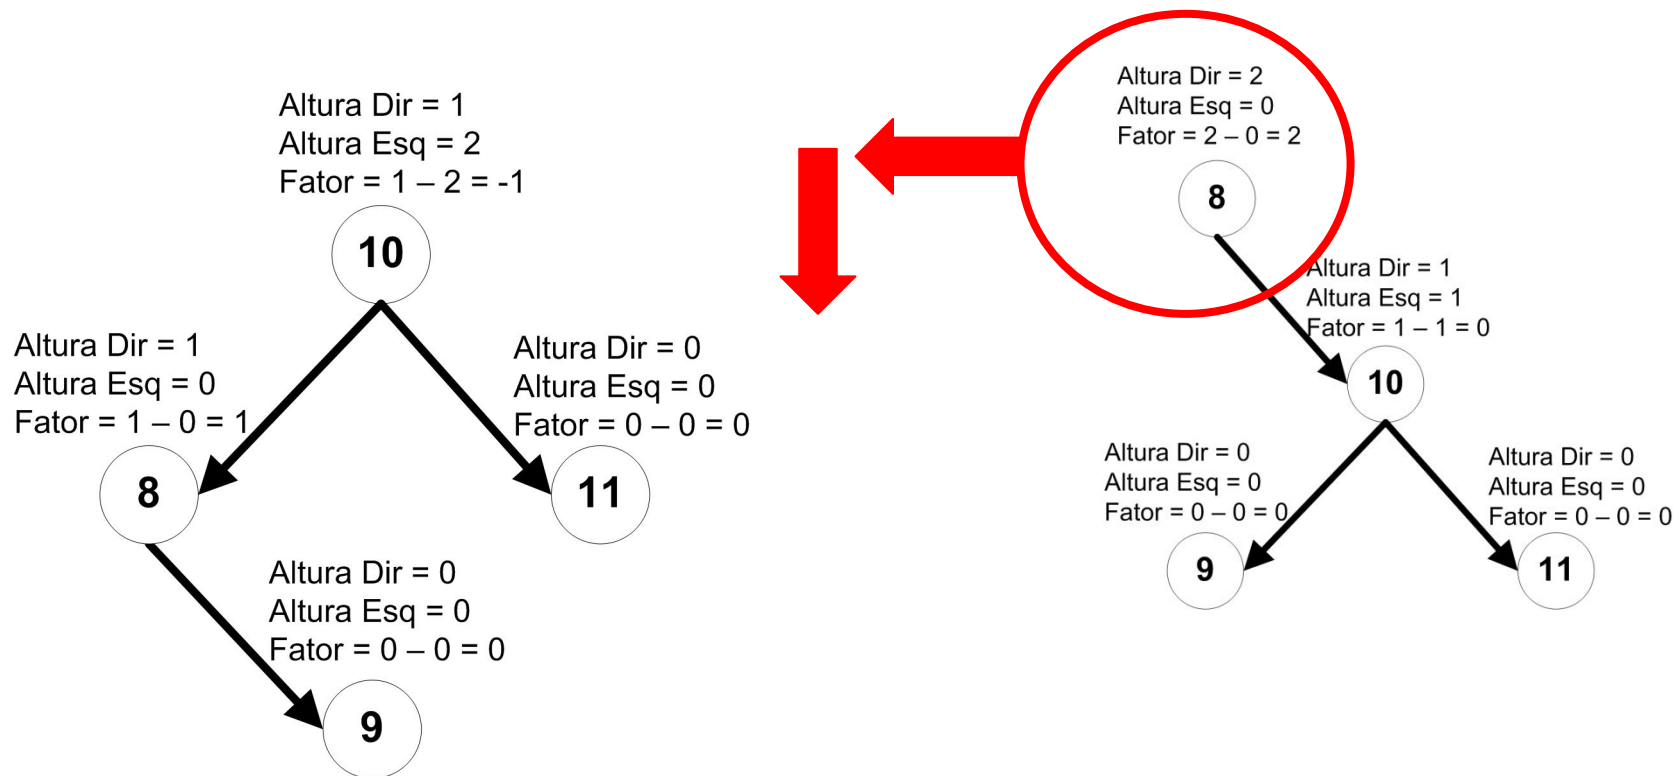 Altura Dir = 1
Altura Esq = 2
Fator = 1 – 2 = -1
10
Altura Dir = 1
Altura Esq = 0
Fator = 1 – 0 = 1
8
Altura Dir = 0
Altura Esq = 0
Fator = 0 – 0 = 0
11
Altura Dir = 0
Altura Esq = 0
Fator = 0 – 0 = 0
9
Altura Dir = 2
Altura Esq = 0
Fator = 2 – 0 = 2
8
Altura Dir = 1
Altura Esq = 1
Fator = 1 – 1 = 0
10
Altura Dir = 0
Altura Esq = 0
Fator = 0 – 0 = 0
9
Altura Dir = 0
Altura Esq = 0
Fator = 0 – 0 = 0
11